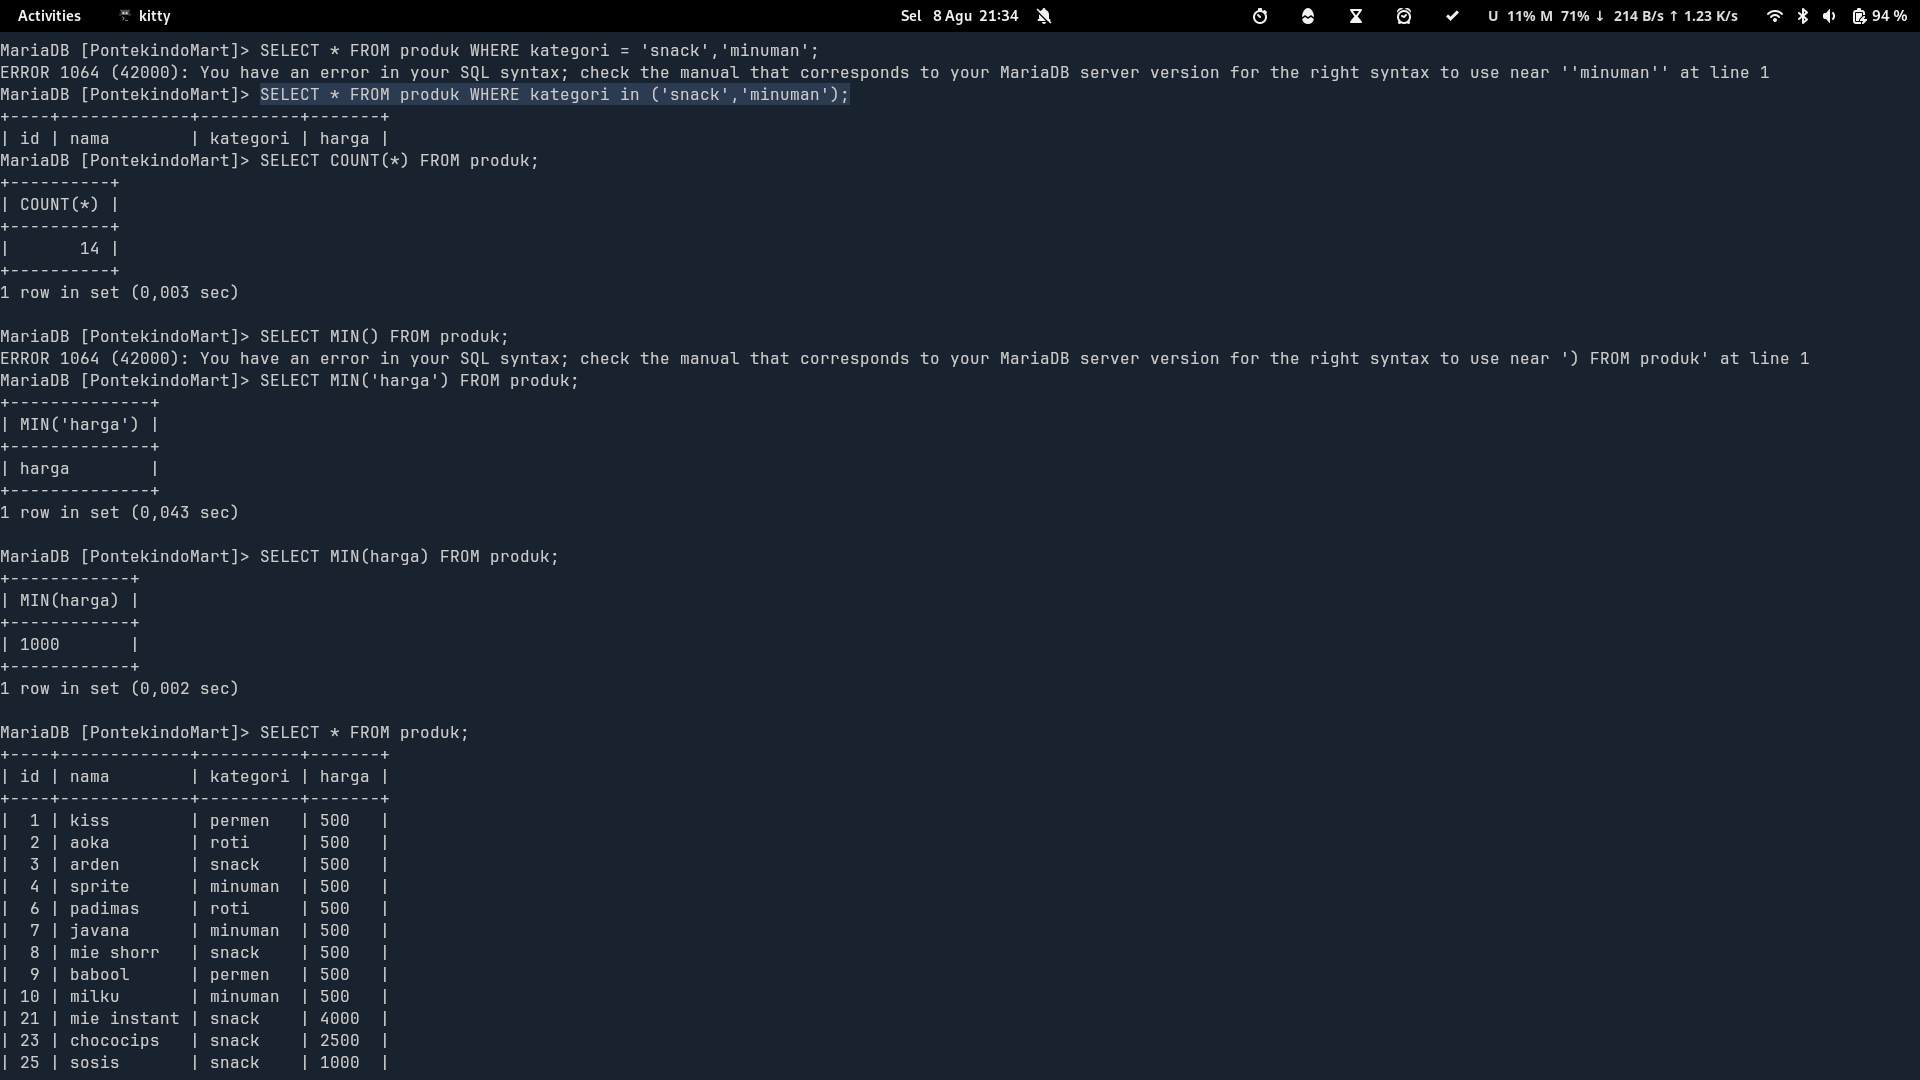 Activities kitty Sel 8 Agu 21:34 U 11% M 71% ↓ 214 B/s ↑ 1.23 K/s 94 %
MariaDB [PontekindoMart]> SELECT * FROM produk WHERE kategori = 'snack','minuman';
ERROR 1064 (42000): You have an error in your SQL syntax; check the manual that corresponds to your MariaDB server version for the right syntax to use near ''minuman'' at line 1
MariaDB [PontekindoMart]> SELECT * FROM produk WHERE kategori in ('snack','minuman');
+----+-------------+----------+-------+
| id | nama        | kategori | harga |
MariaDB [PontekindoMart]> SELECT COUNT(*) FROM produk;
+----------+
| COUNT(*) |
+----------+
|       14 |
+----------+
1 row in set (0,003 sec)
MariaDB [PontekindoMart]> SELECT MIN() FROM produk;
ERROR 1064 (42000): You have an error in your SQL syntax; check the manual that corresponds to your MariaDB server version for the right syntax to use near ') FROM produk' at line 1
MariaDB [PontekindoMart]> SELECT MIN('harga') FROM produk;
+--------------+
| MIN('harga') |
+--------------+
| harga        |
+--------------+
1 row in set (0,043 sec)
MariaDB [PontekindoMart]> SELECT MIN(harga) FROM produk;
+------------+
| MIN(harga) |
+------------+
| 1000       |
+------------+
1 row in set (0,002 sec)
MariaDB [PontekindoMart]> SELECT * FROM produk;
+----+-------------+----------+-------+
| id | nama        | kategori | harga |
+----+-------------+----------+-------+
|  1 | kiss        | permen   | 500   |
|  2 | aoka        | roti     | 500   |
|  3 | arden       | snack    | 500   |
|  4 | sprite      | minuman  | 500   |
|  6 | padimas     | roti     | 500   |
|  7 | javana      | minuman  | 500   |
|  8 | mie shorr   | snack    | 500   |
|  9 | babool      | permen   | 500   |
| 10 | milku       | minuman  | 500   |
| 21 | mie instant | snack    | 4000  |
| 23 | chococips   | snack    | 2500  |
| 25 | sosis       | snack    | 1000  |